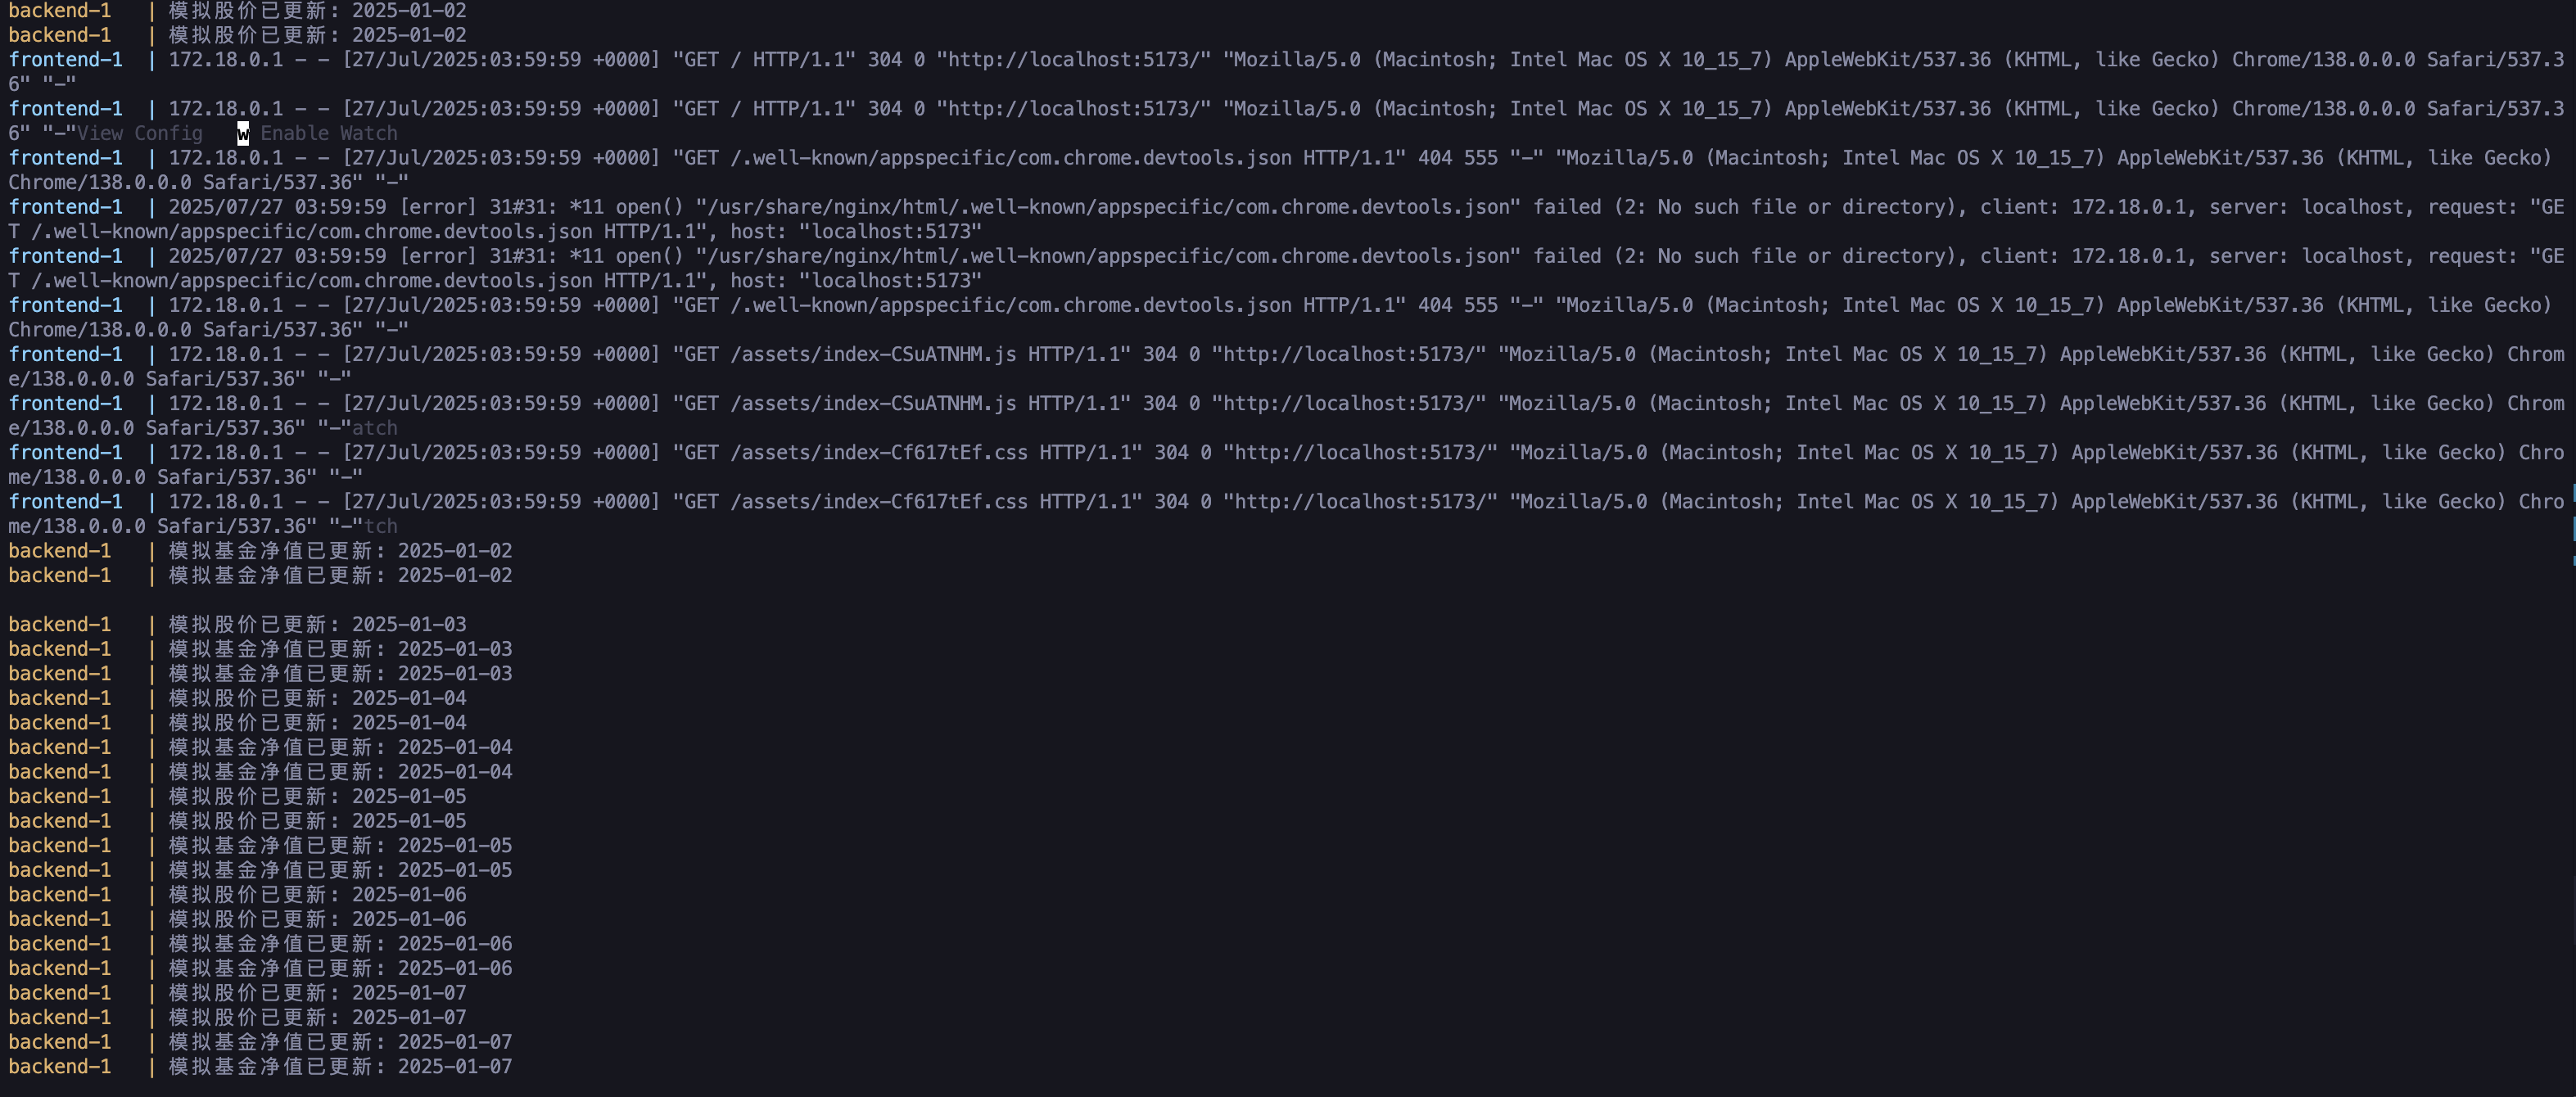 backend-1   | 模拟股价已更新: 2025-01-02
backend-1   | 模拟股价已更新: 2025-01-02
frontend-1  | 172.18.0.1 - - [27/Jul/2025:03:59:59 +0000] "GET / HTTP/1.1" 304 0 "http://localhost:5173/" "Mozilla/5.0 (Macintosh; Intel Mac OS X 10_15_7) AppleWebKit/537.36 (KHTML, like Gecko) Chrome/138.0.0.0 Safari/537.3
6" "-"
frontend-1  | 172.18.0.1 - - [27/Jul/2025:03:59:59 +0000] "GET / HTTP/1.1" 304 0 "http://localhost:5173/" "Mozilla/5.0 (Macintosh; Intel Mac OS X 10_15_7) AppleWebKit/537.36 (KHTML, like Gecko) Chrome/138.0.0.0 Safari/537.3
6" "-"View Config   w Enable Watch
frontend-1  | 172.18.0.1 - - [27/Jul/2025:03:59:59 +0000] "GET /.well-known/appspecific/com.chrome.devtools.json HTTP/1.1" 404 555 "-" "Mozilla/5.0 (Macintosh; Intel Mac OS X 10_15_7) AppleWebKit/537.36 (KHTML, like Gecko)
Chrome/138.0.0.0 Safari/537.36" "-"
frontend-1  | 2025/07/27 03:59:59 [error] 31#31: *11 open() "/usr/share/nginx/html/.well-known/appspecific/com.chrome.devtools.json" failed (2: No such file or directory), client: 172.18.0.1, server: localhost, request: "GE
T /.well-known/appspecific/com.chrome.devtools.json HTTP/1.1", host: "localhost:5173"
frontend-1  | 2025/07/27 03:59:59 [error] 31#31: *11 open() "/usr/share/nginx/html/.well-known/appspecific/com.chrome.devtools.json" failed (2: No such file or directory), client: 172.18.0.1, server: localhost, request: "GE
T /.well-known/appspecific/com.chrome.devtools.json HTTP/1.1", host: "localhost:5173"
frontend-1  | 172.18.0.1 - - [27/Jul/2025:03:59:59 +0000] "GET /.well-known/appspecific/com.chrome.devtools.json HTTP/1.1" 404 555 "-" "Mozilla/5.0 (Macintosh; Intel Mac OS X 10_15_7) AppleWebKit/537.36 (KHTML, like Gecko)
Chrome/138.0.0.0 Safari/537.36" "-"
frontend-1  | 172.18.0.1 - - [27/Jul/2025:03:59:59 +0000] "GET /assets/index-CSuATNHM.js HTTP/1.1" 304 0 "http://localhost:5173/" "Mozilla/5.0 (Macintosh; Intel Mac OS X 10_15_7) AppleWebKit/537.36 (KHTML, like Gecko) Chrom
e/138.0.0.0 Safari/537.36" "-"
frontend-1  | 172.18.0.1 - - [27/Jul/2025:03:59:59 +0000] "GET /assets/index-CSuATNHM.js HTTP/1.1" 304 0 "http://localhost:5173/" "Mozilla/5.0 (Macintosh; Intel Mac OS X 10_15_7) AppleWebKit/537.36 (KHTML, like Gecko) Chrom
e/138.0.0.0 Safari/537.36" "-"atch
frontend-1  | 172.18.0.1 - - [27/Jul/2025:03:59:59 +0000] "GET /assets/index-Cf617tEf.css HTTP/1.1" 304 0 "http://localhost:5173/" "Mozilla/5.0 (Macintosh; Intel Mac OS X 10_15_7) AppleWebKit/537.36 (KHTML, like Gecko) Chro
me/138.0.0.0 Safari/537.36" "-"
frontend-1  | 172.18.0.1 - - [27/Jul/2025:03:59:59 +0000] "GET /assets/index-Cf617tEf.css HTTP/1.1" 304 0 "http://localhost:5173/" "Mozilla/5.0 (Macintosh; Intel Mac OS X 10_15_7) AppleWebKit/537.36 (KHTML, like Gecko) Chro
me/138.0.0.0 Safari/537.36" "-"tch
backend-1   | 模拟基金净值已更新: 2025-01-02
backend-1   | 模拟基金净值已更新: 2025-01-02
backend-1   | 模拟股价已更新: 2025-01-03
backend-1   | 模拟基金净值已更新: 2025-01-03
backend-1   | 模拟基金净值已更新: 2025-01-03
backend-1   | 模拟股价已更新: 2025-01-04
backend-1   | 模拟股价已更新: 2025-01-04
backend-1   | 模拟基金净值已更新: 2025-01-04
backend-1   | 模拟基金净值已更新: 2025-01-04
backend-1   | 模拟股价已更新: 2025-01-05
backend-1   | 模拟股价已更新: 2025-01-05
backend-1   | 模拟基金净值已更新: 2025-01-05
backend-1   | 模拟基金净值已更新: 2025-01-05
backend-1   | 模拟股价已更新: 2025-01-06
backend-1   | 模拟股价已更新: 2025-01-06
backend-1   | 模拟基金净值已更新: 2025-01-06
backend-1   | 模拟基金净值已更新: 2025-01-06
backend-1   | 模拟股价已更新: 2025-01-07
backend-1   | 模拟股价已更新: 2025-01-07
backend-1   | 模拟基金净值已更新: 2025-01-07
backend-1   | 模拟基金净值已更新: 2025-01-07